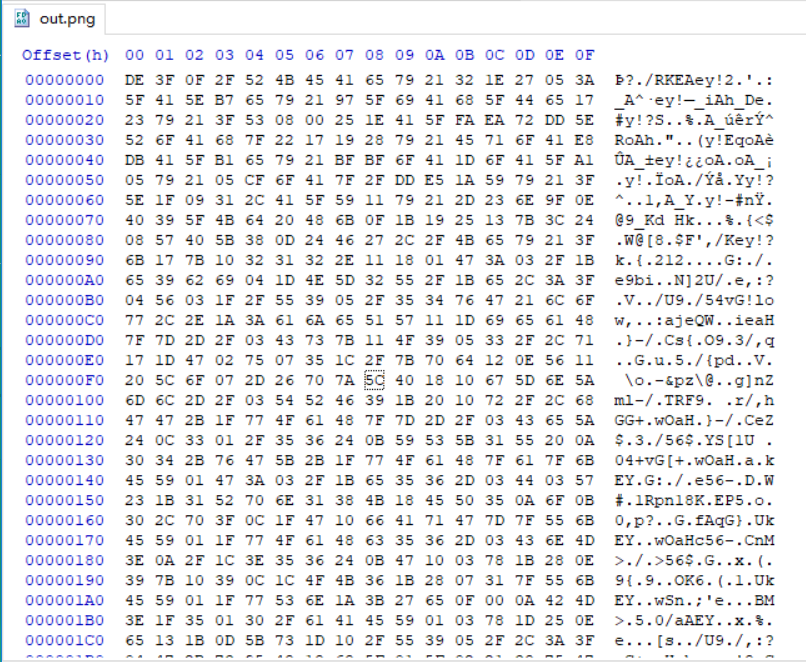 out.png
Offset(h) 00 01 02 03 04 05 06 07 08 09 0A 0B 0C 0D 0E 0F
00000000 DE 3F 0F 2F 52 4B 45 41 65 79 21 32 1E 27 05 3A Þ?./RKEAey!2.'.:
00000010 5F 41 5E B7 65 79 21 97 5F 69 41 68 5F 44 65 17 _A^·ey!—_iAh_De.
00000020 23 79 21 3F 53 08 00 25 1E 41 5F FA EA 72 DD 5E #y!?S..%.A_úêrÝ^
00000030 52 6F 41 68 7F 22 17 19 28 79 21 45 71 6F 41 E8 RoAh."..(y!EqoAè
00000040 DB 41 5F B1 65 79 21 BF BF 6F 41 1D 6F 41 5F A1 ÛA_±ey!¿¿oA.oA_¡
00000050 05 79 21 05 CF 6F 41 7F 2F DD E5 1A 59 79 21 3F .y!.ÏoA./Ýå.Yy!?
00000060 5E 1F 09 31 2C 41 5F 59 11 79 21 2D 23 6E 9F 0E ^..1,A_Y.y!-#nŸ.
00000070 40 39 5F 4B 64 20 48 6B 0F 1B 19 25 13 7B 3C 24 @9_Kd Hk...%.{<$
00000080 08 57 40 5B 38 0D 24 46 27 2C 2F 4B 65 79 21 3F .W@[8.$F',/Key!?
00000090 6B 17 7B 10 32 31 32 2E 11 18 01 47 3A 03 2F 1B k.{.212....G:./.
000000A0 65 39 62 69 04 1D 4E 5D 32 55 2F 1B 65 2C 3A 3F e9bi..N]2U/.e,:?
000000B0 04 56 03 1F 2F 55 39 05 2F 35 34 76 47 21 6C 6F .V../U9./54vG!lo
000000C0 77 2C 2E 1A 3A 61 6A 65 51 57 11 1D 69 65 61 48 w,..:ajeQW..ieaH
000000D0 7F 7D 2D 2F 03 43 73 7B 11 4F 39 05 33 2F 2C 71 .}-/.Cs{.O9.3/,q
000000E0 17 1D 47 02 75 07 35 1C 2F 7B 70 64 12 0E 56 11 ..G.u.5./{pd..V.
000000F0 20 5C 6F 07 2D 26 70 7A 5C 40 18 10 67 5D 6E 5A \o.-&pz\@..g]nZ
00000100 6D 6C 2D 2F 03 54 52 46 39 1B 20 10 72 2F 2C 68 ml-/.TRF9. .r/,h
00000110 47 47 2B 1F 77 4F 61 48 7F 7D 2D 2F 03 43 65 5A GG+.wOaH.}-/.CeZ
00000120 24 0C 33 01 2F 35 36 24 0B 59 53 5B 31 55 20 0A $.3./56$.YS[1U .
00000130 30 34 2B 76 47 5B 2B 1F 77 4F 61 48 7F 61 7F 6B 04+vG[+.wOaH.a.k
00000140 45 59 01 47 3A 03 2F 1B 65 35 36 2D 03 44 03 57 EY.G:./.e56-.D.W
00000150 23 1B 31 52 70 6E 31 38 4B 18 45 50 35 0A 6F 0B #.1Rpn18K.EP5.o.
00000160 30 2C 70 3F 0C 1F 47 10 66 41 71 47 7D 7F 55 6B 0,p?..G.fAqG}.Uk
00000170 45 59 01 1F 77 4F 61 48 63 35 36 2D 03 43 6E 4D EY..wOaHc56-.CnM
00000180 3E 0A 2F 1C 3E 35 36 24 0B 47 10 03 78 1B 28 0E >./.>56$.G..x.(.
00000190 39 7B 10 39 0C 1C 4F 4B 36 1B 28 07 31 7F 55 6B 9{.9..OK6.(.1.Uk
000001A0 45 59 01 1F 77 53 6E 1A 3B 27 65 0F 00 0A 42 4D EY..wSn.;'e...BM
000001B0 3E 1F 35 01 30 2F 61 41 45 59 01 03 78 1D 25 0E >.5.0/aAEY..x.%.
000001C0 65 13 1B 0D 5B 73 1D 10 2F 55 39 05 2F 2C 3A 3F e...[s../U9./,:?